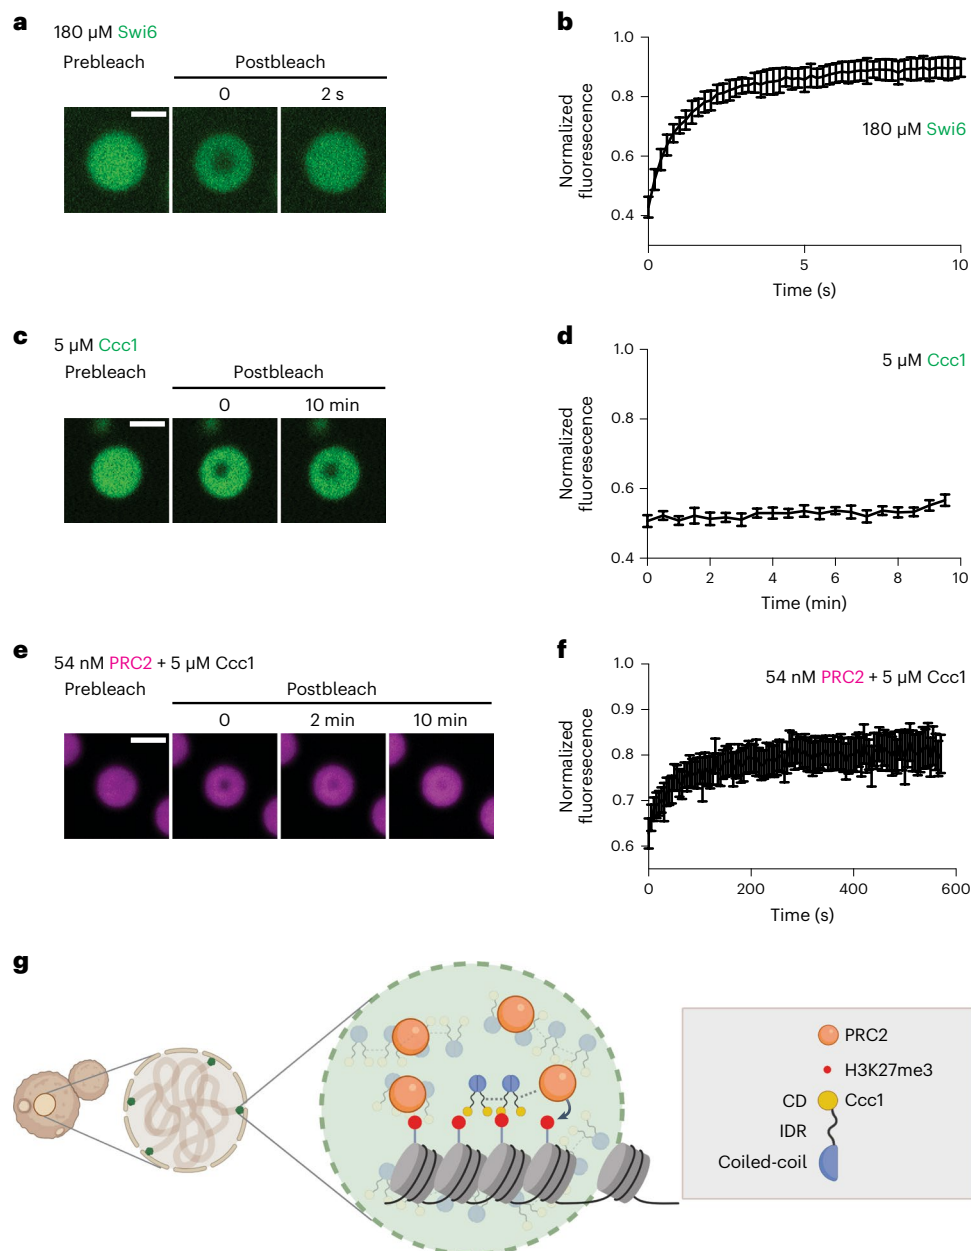 a
180 µM Swi6
Prebleach
Postbleach
0
2 s
b
1.0
0.8
0.6
0.4
Normalized
fluoresecence
180 µM Swi6
0
5
10
Time (s)
c
5 µM Ccc1
Prebleach
Postbleach
0
10 min
d
1.0
0.8
0.6
0.4
Normalized
fluoresecence
5 µM Ccc1
0
2
4
6
8
10
Time (min)
e
54 nM PRC2 + 5 µM Ccc1
Prebleach
Postbleach
0
2 min
10 min
f
1.0
0.9
0.8
0.7
0.6
Normalized
fluoresecence
54 nM PRC2 + 5 µM Ccc1
0
200
400
600
Time (s)
g
PRC2
H3K27me3
CD
Ccc1
IDR
Coiled-coil